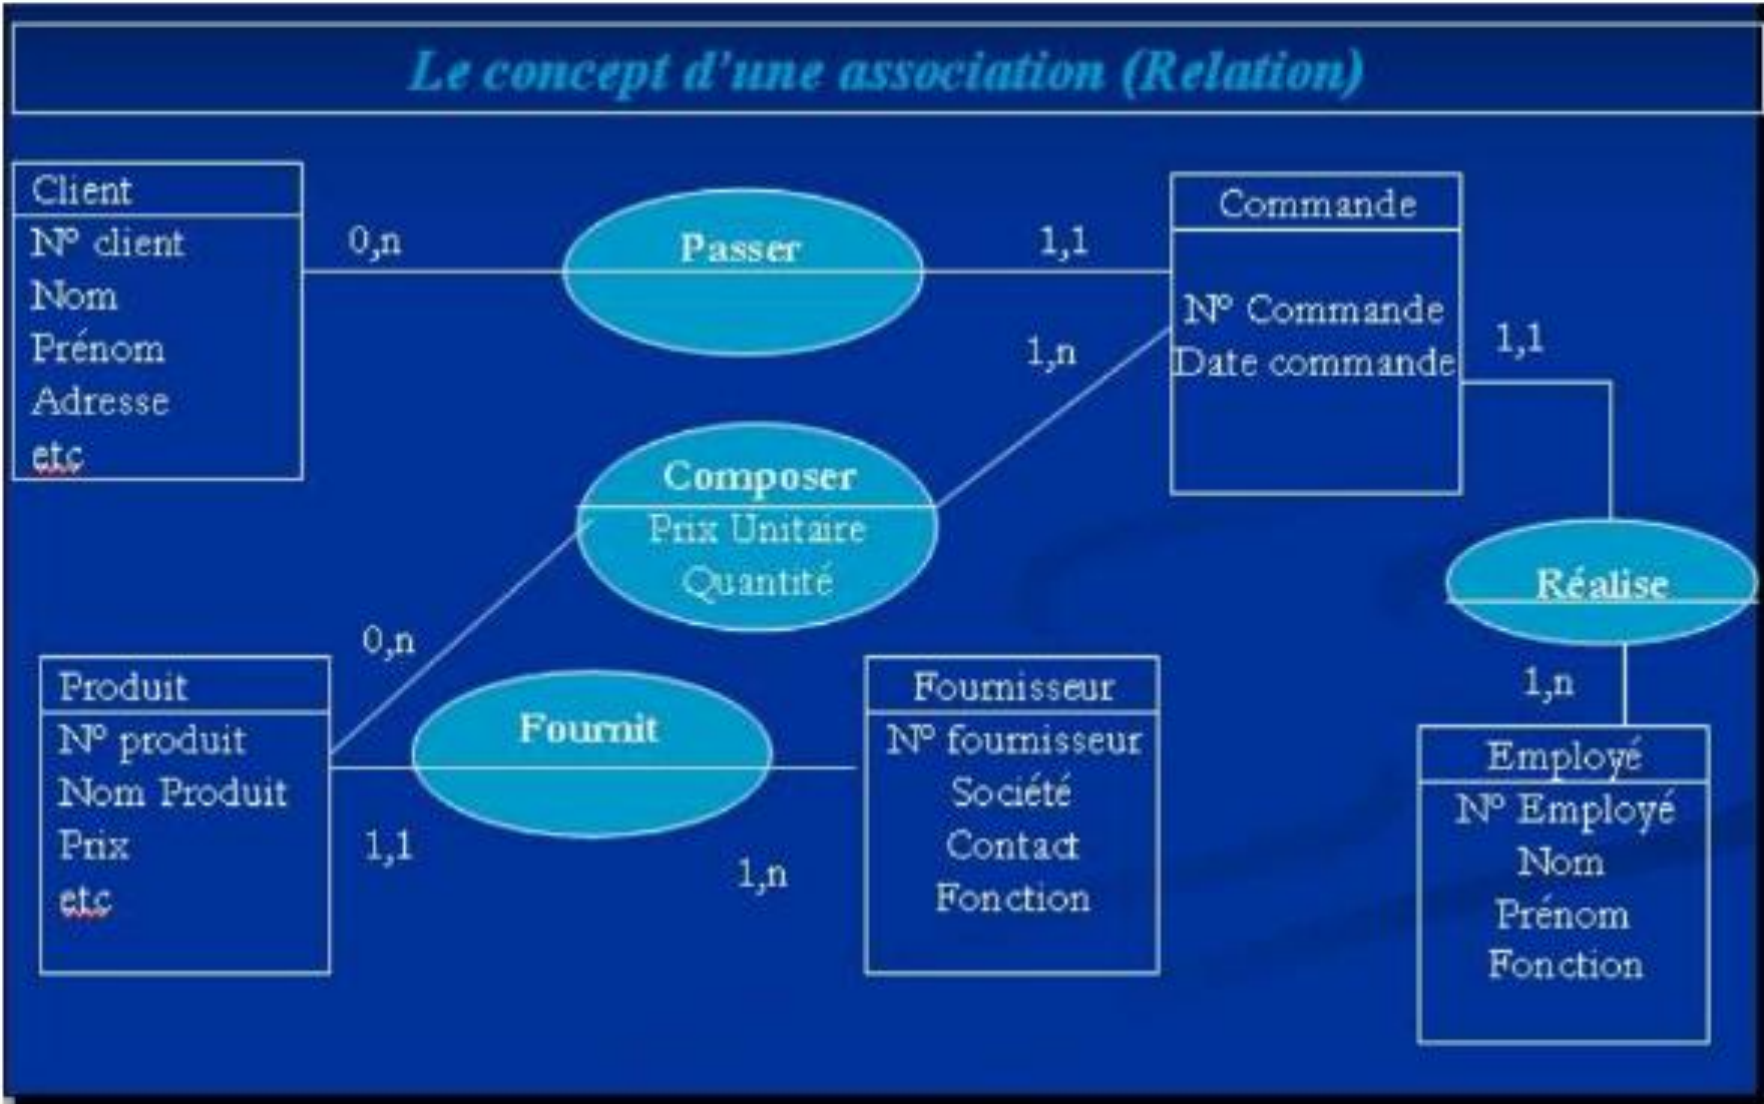 Le concept d'une association (Relation)
Client
N° client
Nom
Prénom
Adresse
etc
0,n
Passer
1,1
Commande
N° Commande
Date commande
1,1
1,n
Composer
Prix Unitaire
Quantité
0,n
Réalise
1,n
Produit
N° produit
Nom Produit
Prix
etc
Fournit
1,1
1,n
Fournisseur
N° fournisseur
Société
Contact
Fonction
Employé
N° Employé
Nom
Prénom
Fonction